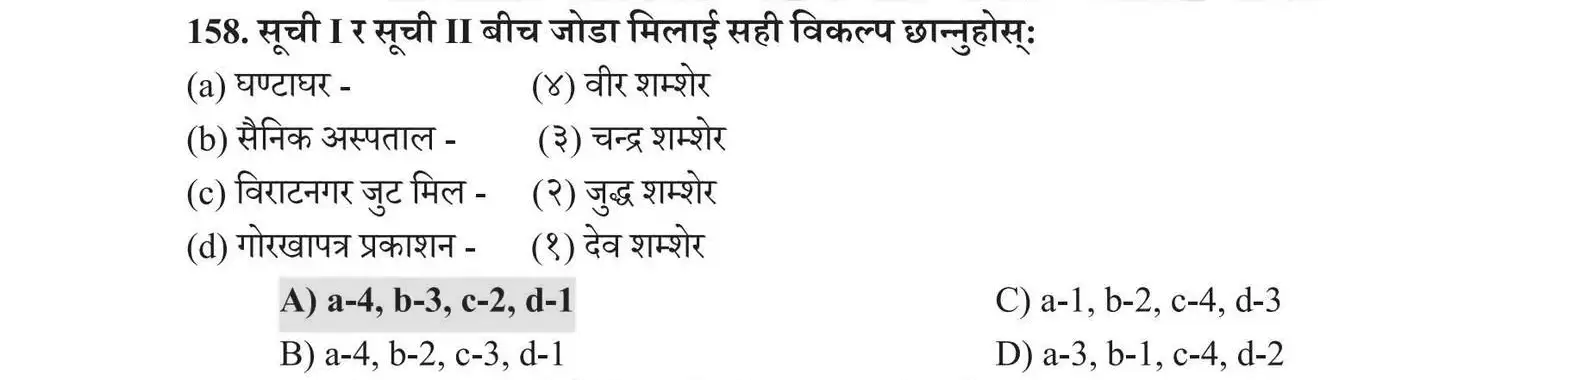 158. सूची I र सूची II बीच जोडा मिलाई सही विकल्प छान्नुहोस्:
(a) घण्टाघर - (४) वीर शम्शेर
(b) सैनिक अस्पताल - (३) चन्द्र शम्शेर
(c) विराटनगर जुट मिल - (२) जुद्ध शम्शेर
(d) गोरखापत्र प्रकाशन - (१) देव शम्शेर
A) a-4, b-3, c-2, d-1 C) a-1, b-2, c-4, d-3
B) a-4, b-2, c-3, d-1 D) a-3, b-1, c-4, d-2